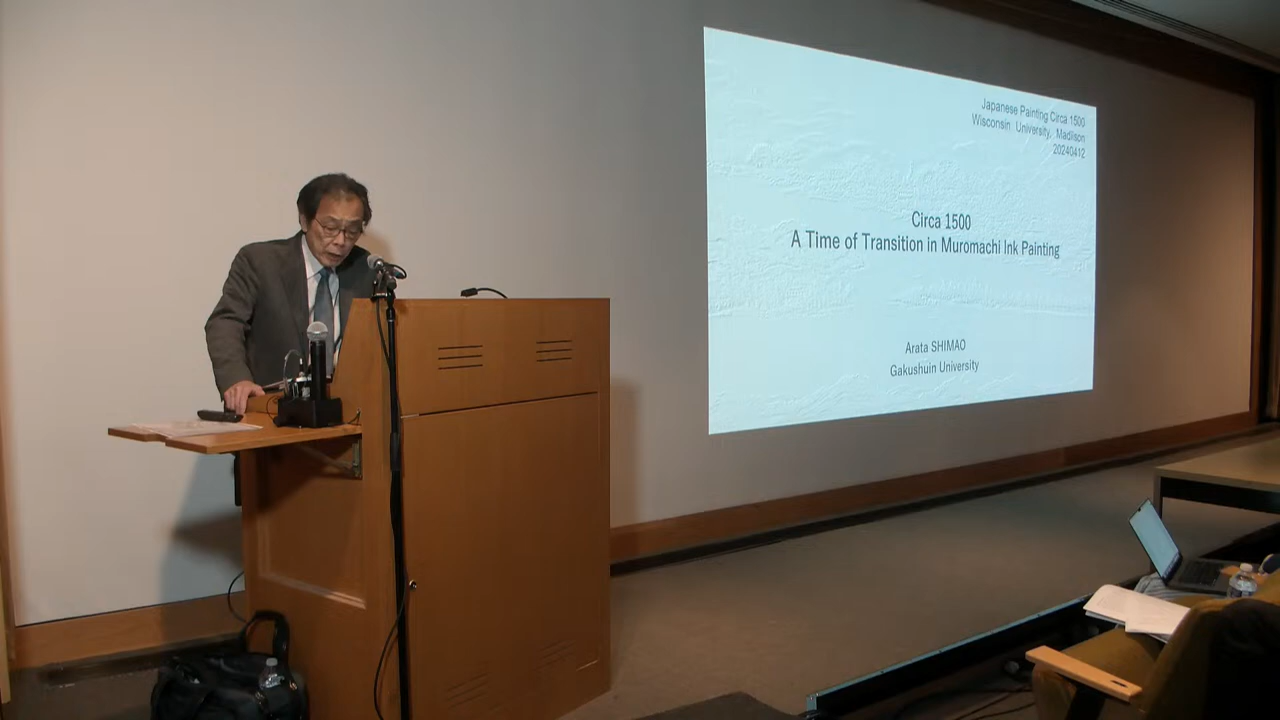 Japanese Painting Circa 1500
Wisconsin University, Madison
20240412
Circa 1500
A Time of Transition in Muromachi Ink Painting
Arata SHIMAO
Gakushuin University